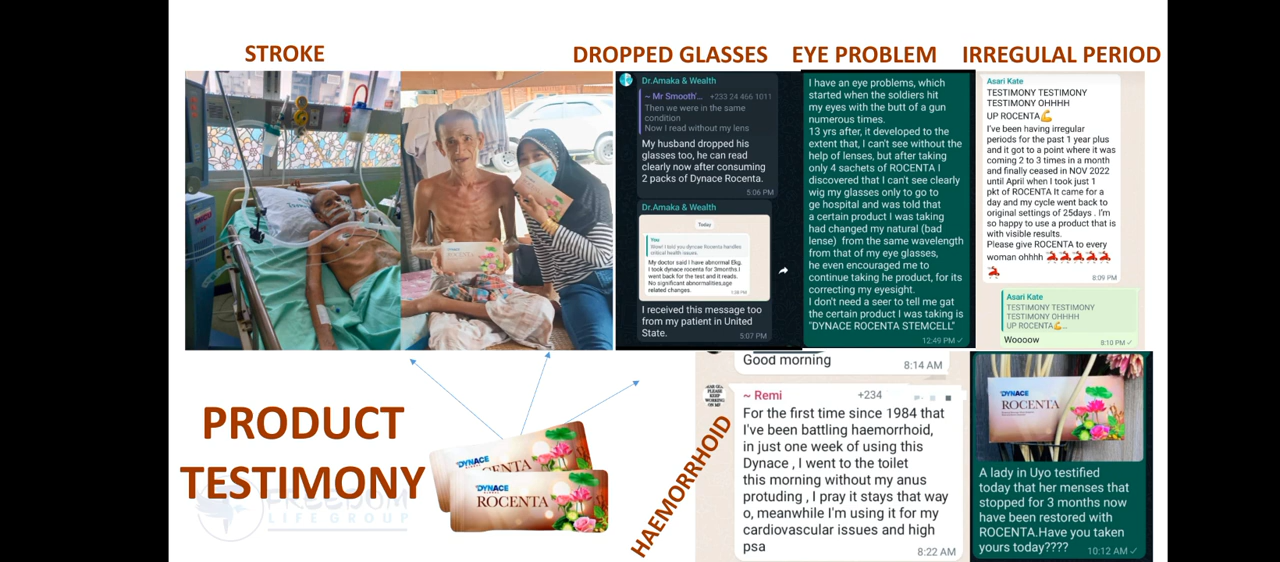 STROKE
DROPPED GLASSES
EYE PROBLEM
IRREGULAL PERIOD
Dr.Amaka & Wealth
~ Mr Smooth'... +233 24 466 1011
Then we were in the same
condition
Now I read without my lens
My husband dropped his
glasses too, he can read
clearly now after consuming
2 packs of Dynace Rocenta.
5:06 PM
Dr.Amaka & Wealth
Today
You
Wow! I told you dyncae Rocenta handles
critical health issues.
My doctor said I have abnormal Ekg.
I took dynace rocenta for 3months.I
went back for the test and it reads.
No significant abnormalities,age
related changes.
1:28 PM
I received this message too
from my patient in United
State.
5:07 PM
I have an eye problems, which
started when the soldiers hit
my eyes with the butt of a gun
numerous times.
13 yrs after, it developed to the
extent that, I can't see without the
help of lenses, but after taking
only 4 sachets of ROCENTA I
discovered that I can't see clearly
wig my glasses only to go to
ge hospital and was told that
a certain product I was taking
had changed my natural (bad
lense) from the same wavelength
from that of my eye glasses,
he even encouraged me to
continue taking he product, for its
correcting my eyesight.
I don't need a seer to tell me gat
the certain product I was taking is
"DYNACE ROCENTA STEMCELL"
12:49 PM
Asari Kate
TESTIMONY TESTIMONY
TESTIMONY OHHHH
UP ROCENTA💪
I've been having irregular
periods for the past 1 year plus
and it got to a point where it was
coming 2 to 3 times in a month
and finally ceased in NOV 2022
until April when I took just 1
pkt of ROCENTA It came for a
day and my cycle went back to
original settings of 25days . I'm
so happy to use a product that is
with visible results.
Please give ROCENTA to every
woman ohhhh 💃💃💃💃💃
💃
8:09 PM
Asari Kate
TESTIMONY TESTIMONY
TESTIMONY OHHHH
UP ROCENTA💪...
Woooow
8:10 PM
PRODUCT
TESTIMONY
FREEDOM
LIFE GROUP
DYNACE
ROCENTA
DYNACE
ROCENTA
HAEMORRHOID
Good morning
8:14 AM
~ Remi +234
For the first time since 1984 that
I've been battling haemorrhoid,
in just one week of using this
Dynace , I went to the toilet
this morning without my anus
protuding , I pray it stays that way
o, meanwhile I'm using it for my
cardiovascular issues and high
psa
8:22 AM
DYNACE
ROCENTA
A lady in Uyo testified
today that her menses that
stopped for 3 months now
have been restored with
ROCENTA.Have you taken
yours today????
10:12 AM